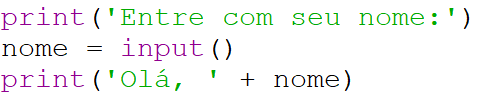 print('Entre com seu nome:')
nome = input()
print('Olá, ' + nome)